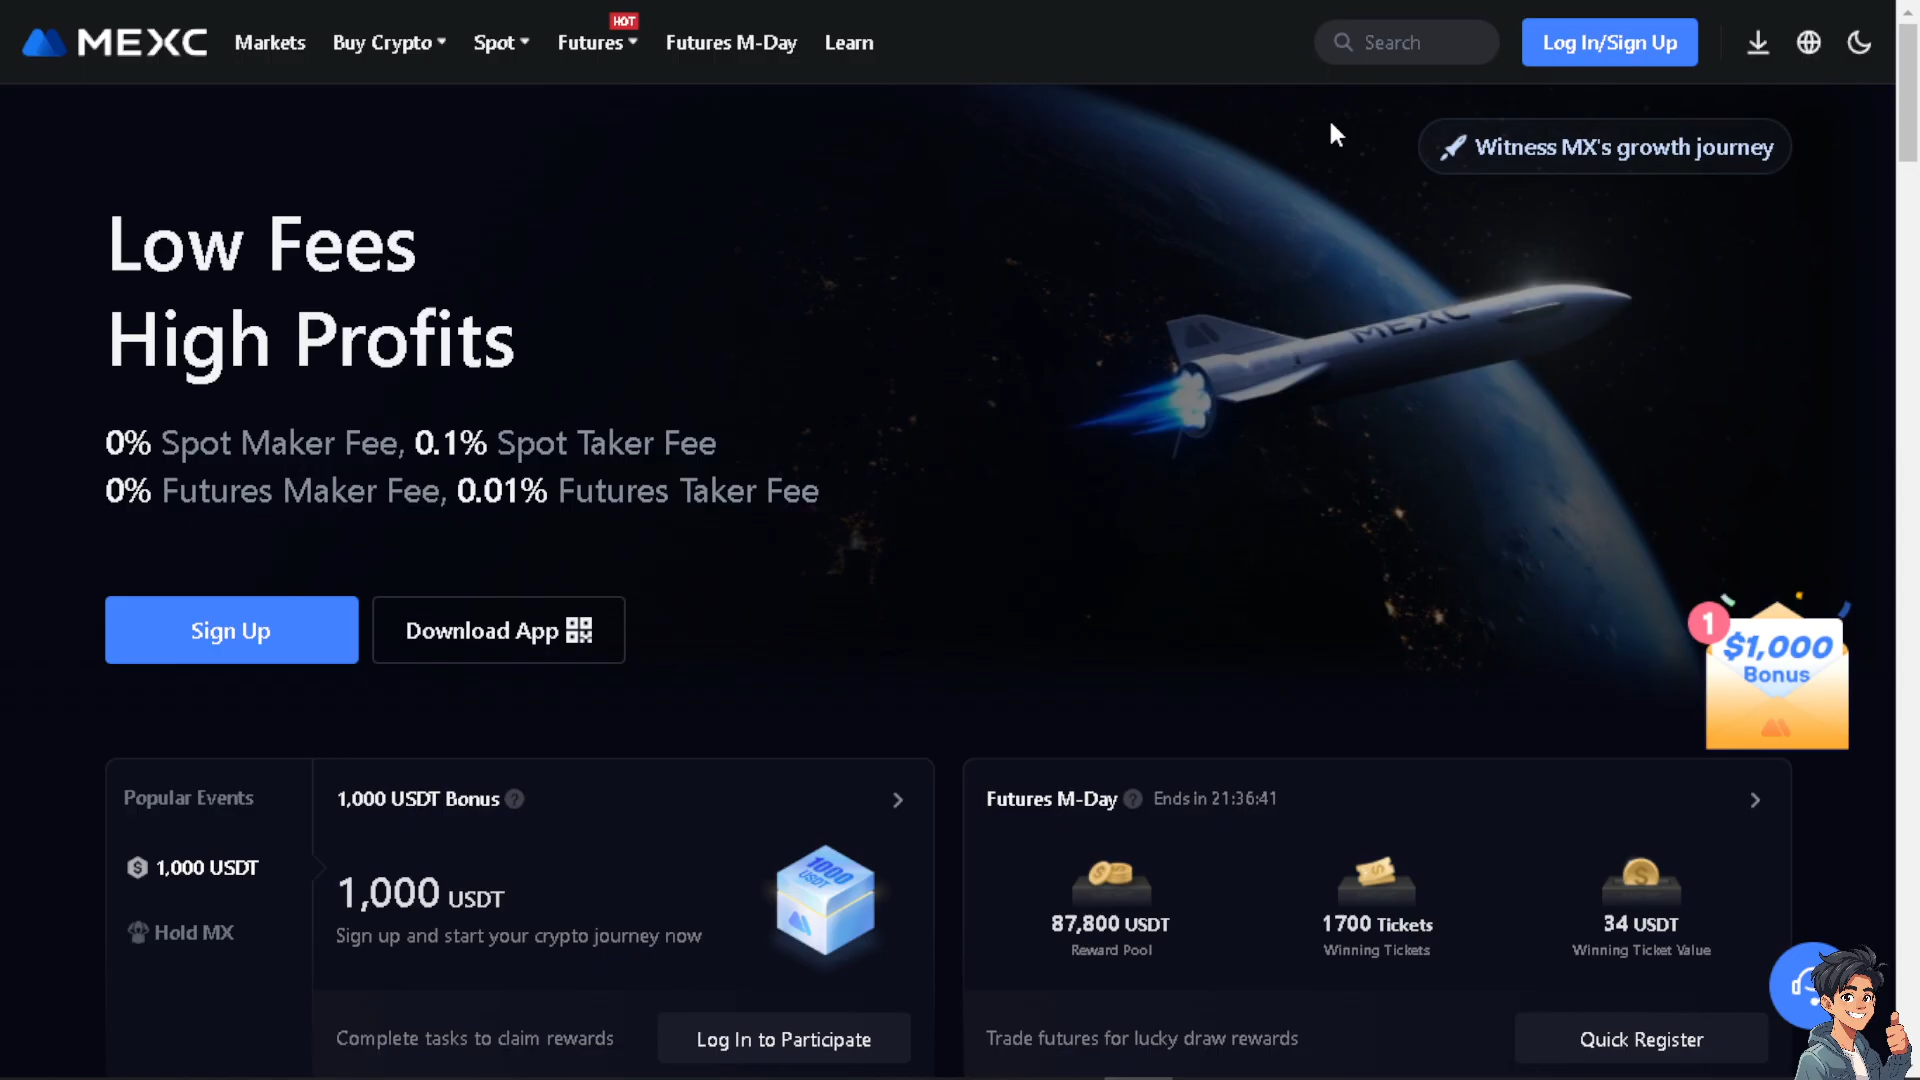 MEXC
Markets
Buy Crypto
Spot
Futures
HOT
Futures M-Day
Learn
Search
Log In/Sign Up
Witness MX's growth journey
MEXC
Low Fees
High Profits
0% Spot Maker Fee, 0.1% Spot Taker Fee
0% Futures Maker Fee, 0.01% Futures Taker Fee
Sign Up
Download App
1
$1,000
Bonus
Popular Events
1,000 USDT
Hold MX
1,000 USDT Bonus
1,000 USDT
Sign up and start your crypto journey now
1000
USDT
Complete tasks to claim rewards
Log In to Participate
Futures M-Day
Ends in 21:36:41
87,800 USDT
Reward Pool
1700 Tickets
Winning Tickets
34 USDT
Winning Ticket Value
Trade futures for lucky draw rewards
Quick Register